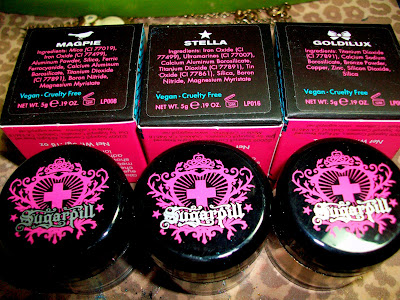 MAGPIE
Ingredients: Mica (CI 77019),
Iron Oxide (CI 77499),
Aluminum Powder, Silica, Ferric
Ferrocyanide, Calcium Aluminum
Borosilicate, Titanium Dioxide
(CI 77891), Boron Nitride,
Magnesium Myristate
Vegan · Cruelty Free
NET WT. 5g ℮ .19 OZ.
LP008
STELLA
Ingredients: Iron Oxide (CI
77499), Ultramarines (CI 77007),
Calcium Aluminum Borosilicate,
Titanium Dioxide (CI 77891), Tin
Oxide (CI 77861), Silica, Boron
Nitride, Magnesium Myristate
Vegan · Cruelty Free
NET WT. 5g ℮ .19 OZ.
LP016
GOLDILUX
Ingredients: Titanium Dioxide
(CI 77891), Calcium Sodium
Borosilicate, Bronze Powder,
Copper, Zinc, Silicon Dioxide,
Silica
Vegan · Cruelty Free
NET WT. 5g ℮ .19 OZ.
Sugarpill
Sugarpill
Sugarpill